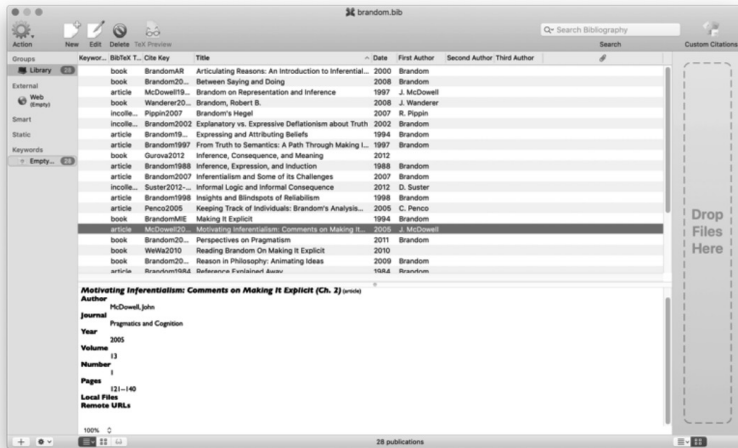 brandom.bib
Action New Edit Delete TeX Preview Search Bibliography Search Custom Citations
Groups
Library 28
External
Web
(Empty)
Smart
Static
Keywords
Empty... 28
Keywor... BibTeX T... Cite Key Title Date First Author Second Author Third Author
book BrandomAR Articulating Reasons: An Introduction to Inferential... 2000 Brandom
book Brandom20... Between Saying and Doing 2008 Brandom
article McDowell19... Brandom on Representation and Inference 1997 J. McDowell
book Wanderer20... Brandom, Robert B. 2008 J. Wanderer
incolle... Pippin2007 Brandom's Hegel 2007 R. Pippin
incolle... Brandom2002 Explanatory vs. Expressive Deflationism about Truth 2002 Brandom
article Brandom19... Expressing and Attributing Beliefs 1994 Brandom
article Brandom1997 From Truth to Semantics: A Path Through Making I... 1997 Brandom
book Gurova2012 Inference, Consequence, and Meaning 2012
article Brandom1988 Inference, Expression, and Induction 1988 Brandom
article Brandom2007 Inferentialism and Some of its Challenges 2007 Brandom
incolle... Suster2012-... Informal Logic and Informal Consequence 2012 D. Suster
article Brandom1998 Insights and Blindspots of Reliabilism 1998 Brandom
article Penco2005 Keeping Track of Individuals: Brandom's Analysis... 2005 C. Penco
book BrandomMIE Making It Explicit 1994 Brandom
article McDowell20... Motivating Inferentialism: Comments on Making It... 2005 J. McDowell
book Brandom20... Perspectives on Pragmatism 2011 Brandom
book WeWa2010 Reading Brandom On Making It Explicit 2010
book Brandom20... Reason in Philosophy: Animating Ideas 2009 Brandom
article Brandom1984 Reference Explained Away 1984 Brandom
Drop
Files
Here
Motivating Inferentialism: Comments on Making It Explicit (Ch. 2) (article)
Author
McDowell, John
Journal
Pragmatics and Cognition
Year
2005
Volume
13
Number
1
Pages
121–140
Local Files
Remote URLs
100%
28 publications